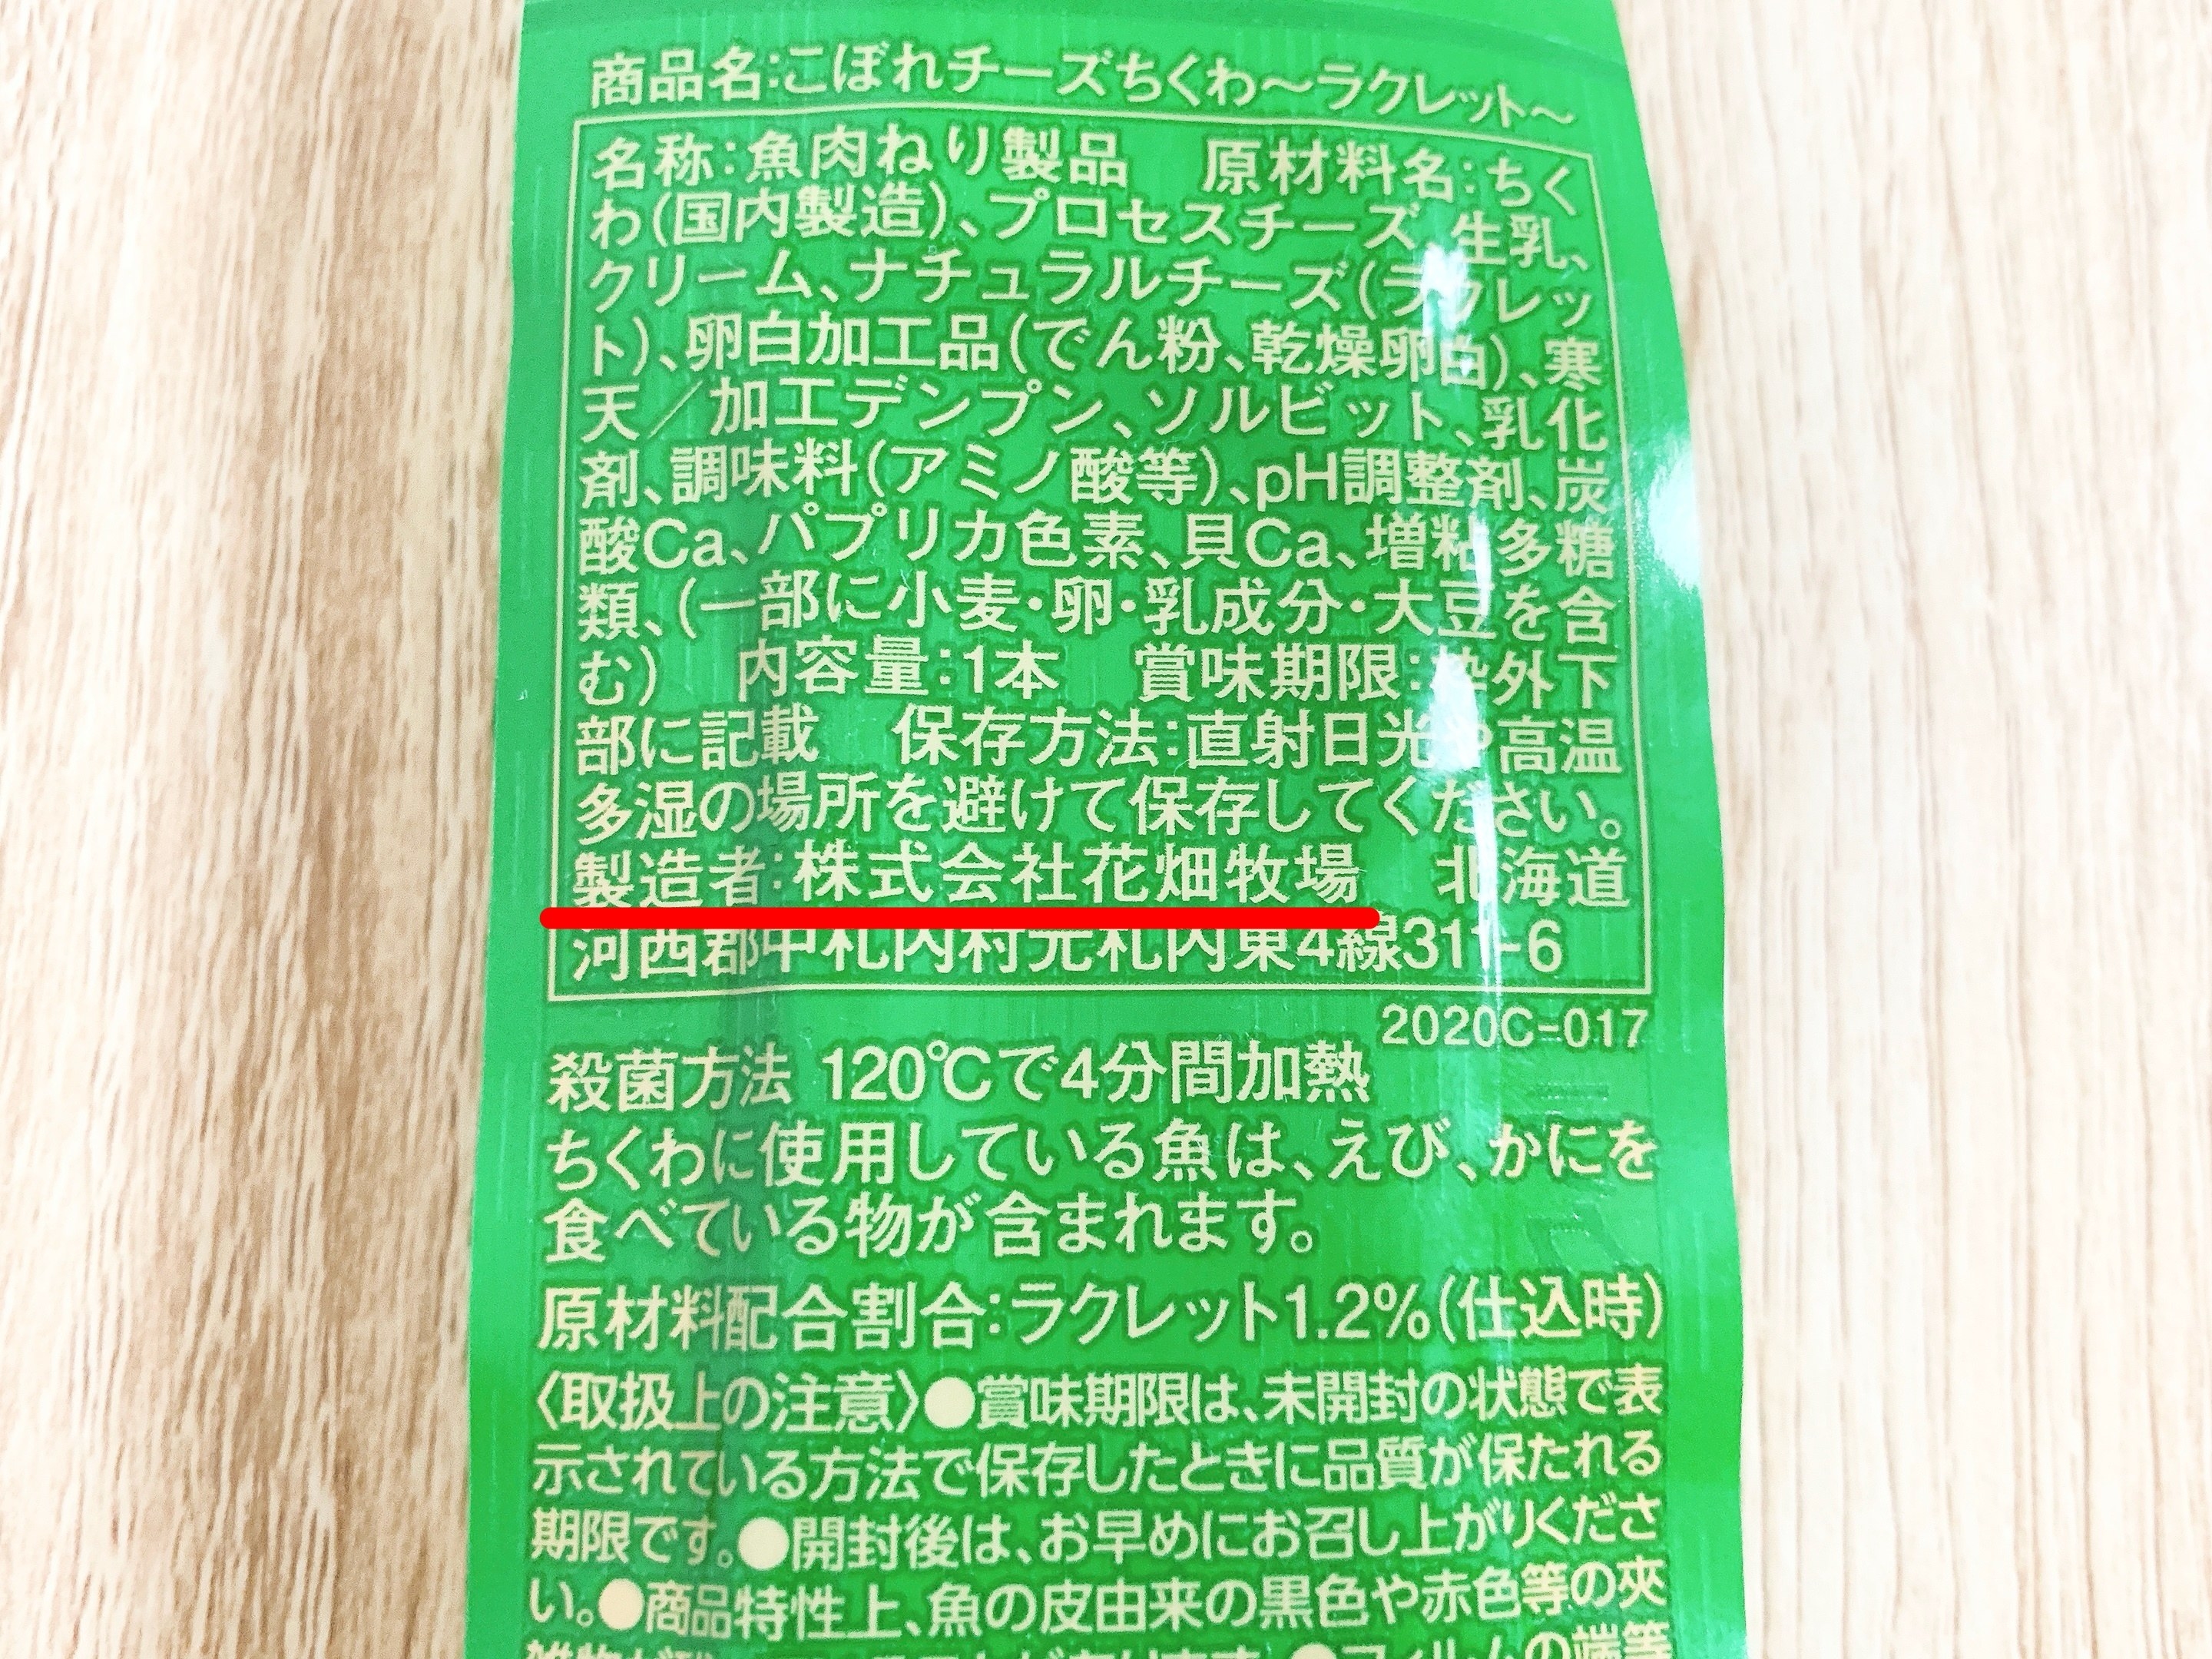 商品名:こぼれチーズちくわ〜ラクレット〜
名称:魚肉ねり製品　原材料名:ちく
わ(国内製造)、プロセスチーズ、生乳、
クリーム、ナチュラルチーズ(ラクレッ
ト)、卵白加工品(でん粉、乾燥卵白)、寒
天／加工デンプン、ソルビット、乳化
剤、調味料(アミノ酸等)、pH調整剤、炭
酸Ca、パプリカ色素、貝Ca、増粘多糖
類、(一部に小麦・卵・乳成分・大豆を含
む)　内容量:1本　賞味期限:枠外下
部に記載　保存方法:直射日光や高温
多湿の場所を避けて保存してください。
製造者:株式会社花畑牧場　北海道
河西郡中札内村元札内東4線311-6
2020C-017
殺菌方法 120℃で4分間加熱
ちくわに使用している魚は、えび、かにを
食べている物が含まれます。
原材料配合割合:ラクレット1.2%(仕込時)
〈取扱上の注意〉●賞味期限は、未開封の状態で表
示されている方法で保存したときに品質が保たれる
期限です。●開封後は、お早めにお召し上がりくださ
い。●商品特性上、魚の皮由来の黒色や赤色等の夾